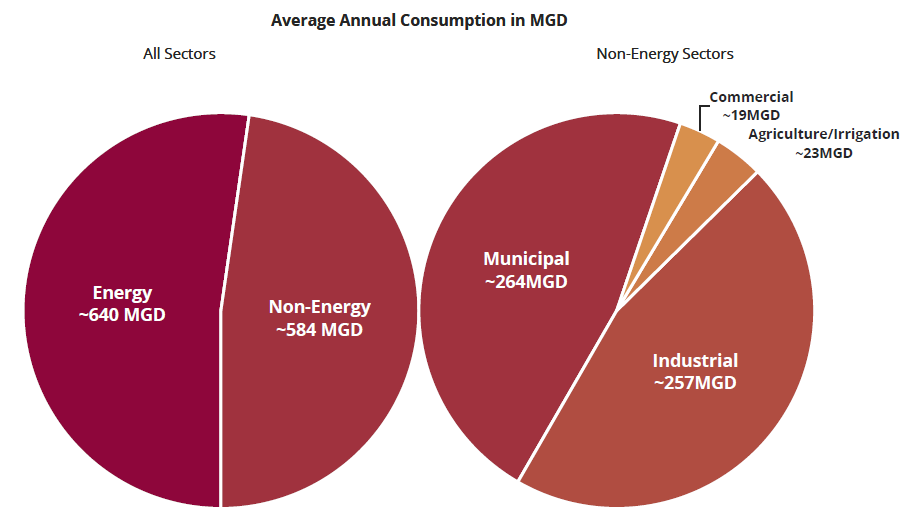 Average Annual Consumption in MGD
All Sectors
Non-Energy Sectors
Commercial
~19MGD
Agriculture/Irrigation
~23MGD
Municipal
~264MGD
Energy
~640 MGD
Non-Energy
~584 MGD
Industrial
~257MGD